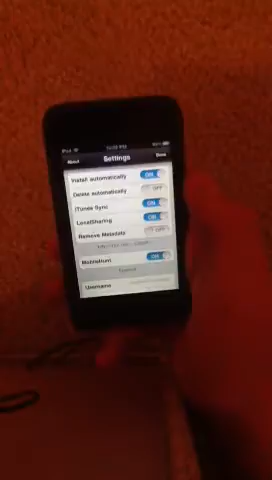 iPod
About Settings Done
Install automatically ON
Delete automatically OFF
iTunes Sync ON
LocalSharing ON
Remove Metadata OFF
ON
Username